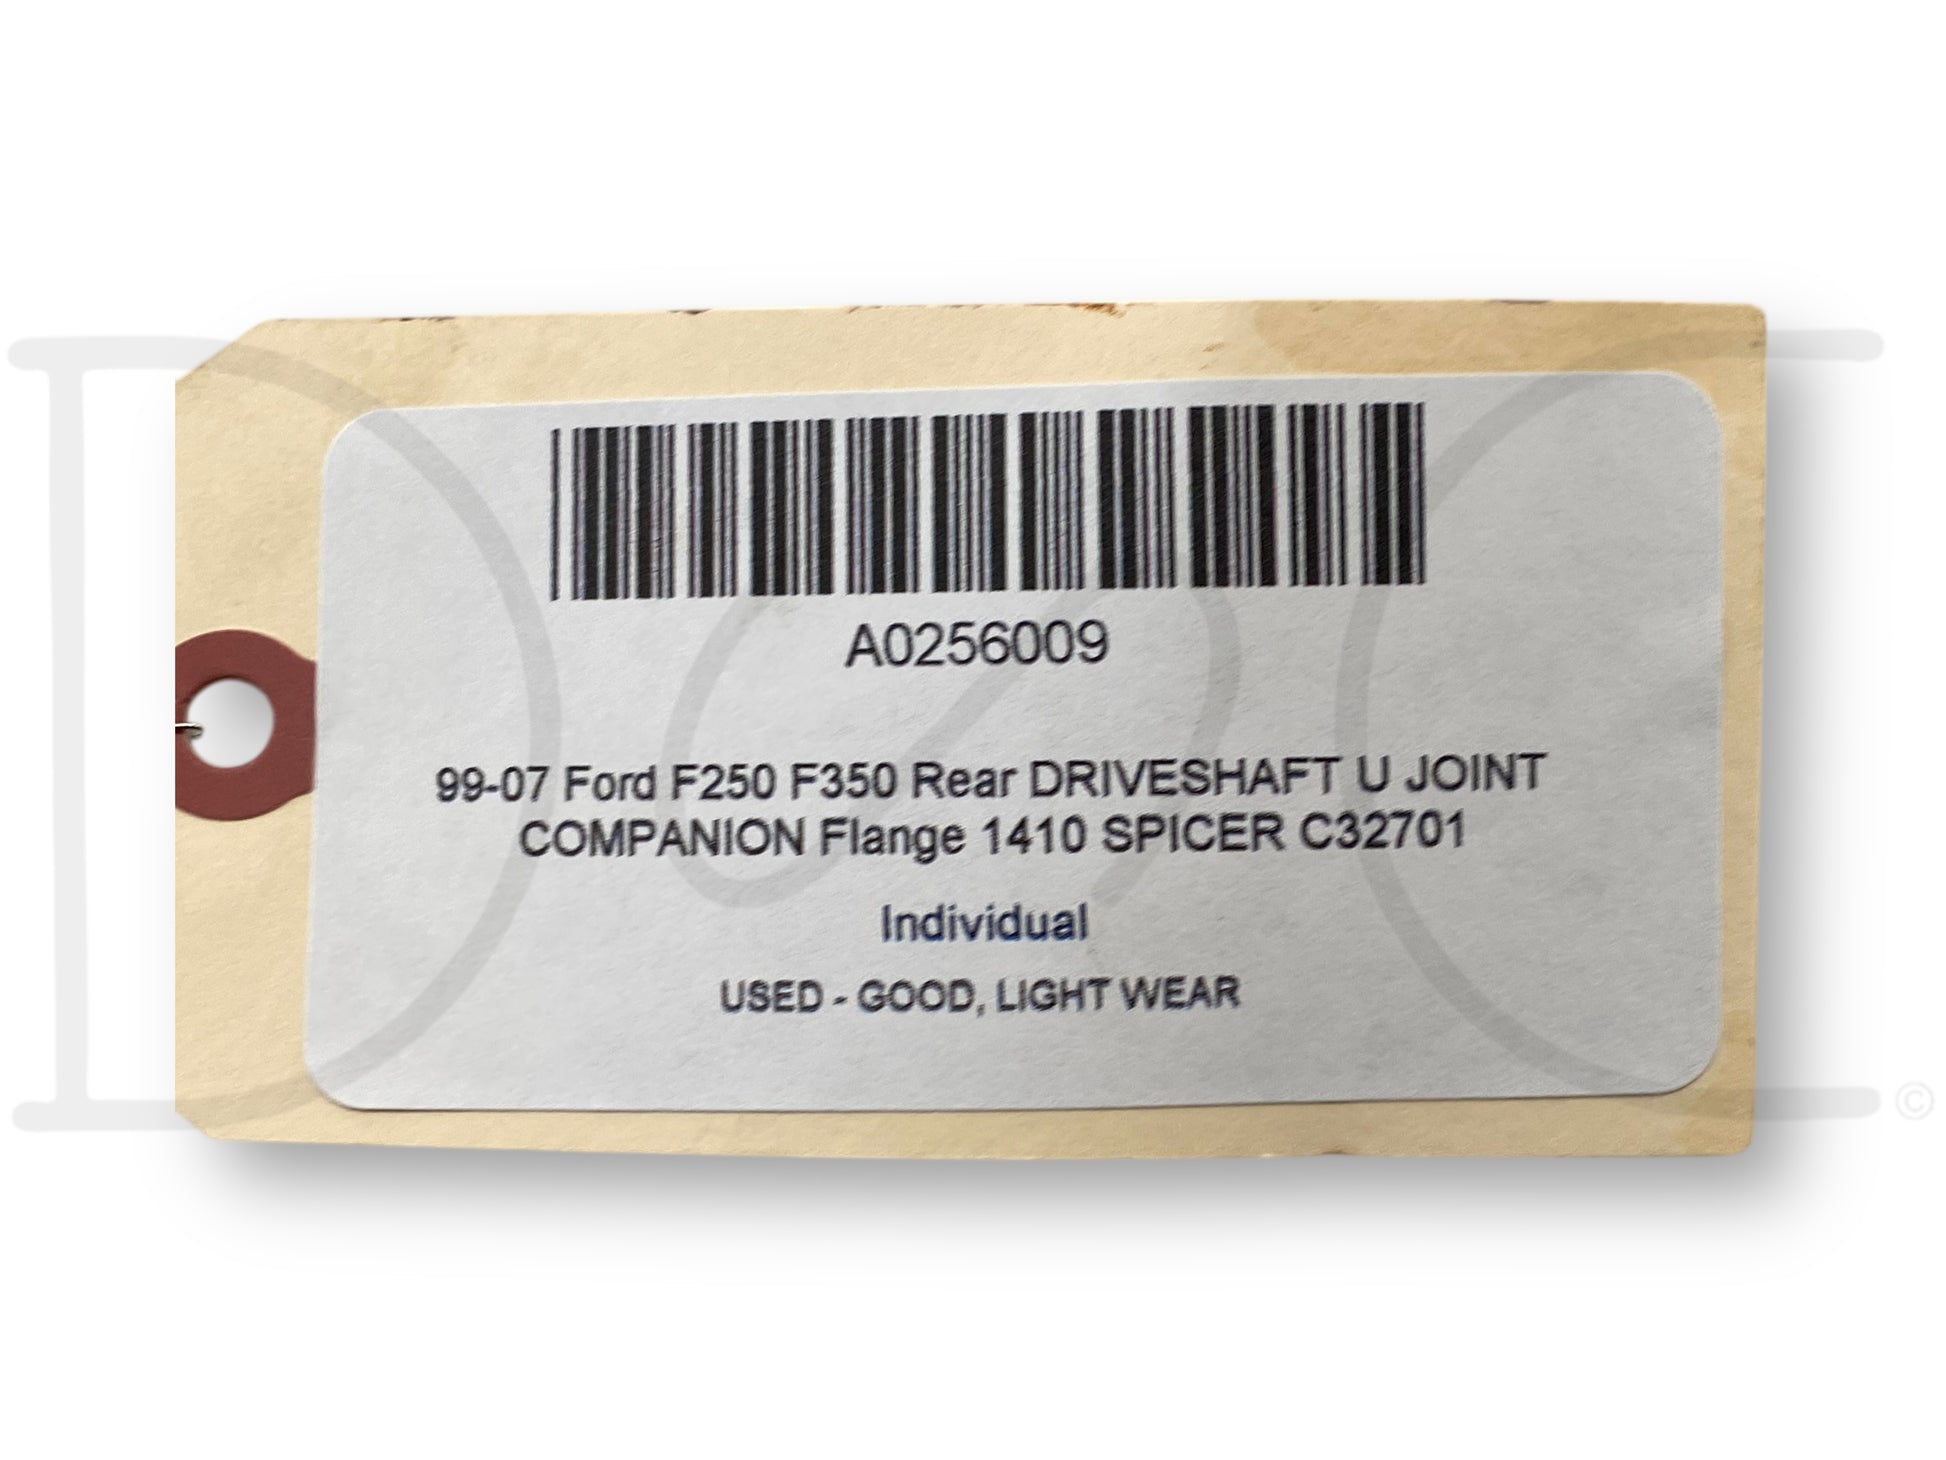 A0256009
99-07 Ford F250 F350 Rear DRIVESHAFT U JOINT
COMPANION Flange 1410 SPICER C32701
Individual
USED - GOOD, LIGHT WEAR
©